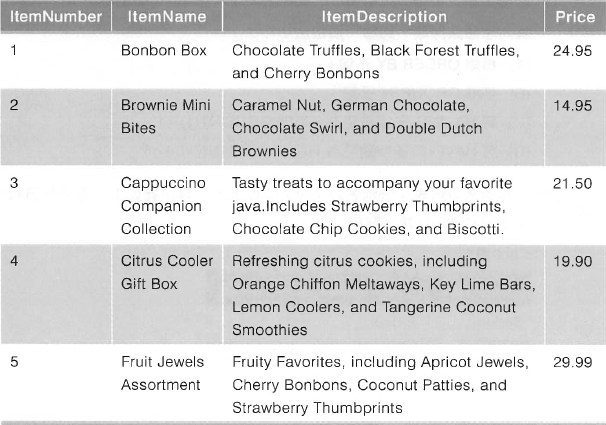 ItemNumber ItemName ItemDescription Price
1 Bonbon Box Chocolate Truffles, Black Forest Truffles, 24.95
and Cherry Bonbons
2 Brownie Mini Caramel Nut, German Chocolate, 14.95
Bites Chocolate Swirl, and Double Dutch
Brownies
3 Cappuccino Tasty treats to accompany your favorite 21.50
Companion java.Includes Strawberry Thumbprints,
Collection Chocolate Chip Cookies, and Biscotti.
4 Citrus Cooler Refreshing citrus cookies, including 19.90
Gift Box Orange Chiffon Meltaways, Key Lime Bars,
Lemon Coolers, and Tangerine Coconut
Smoothies
5 Fruit Jewels Fruity Favorites, including Apricot Jewels, 29.99
Assortment Cherry Bonbons, Coconut Patties, and
Strawberry Thumbprints